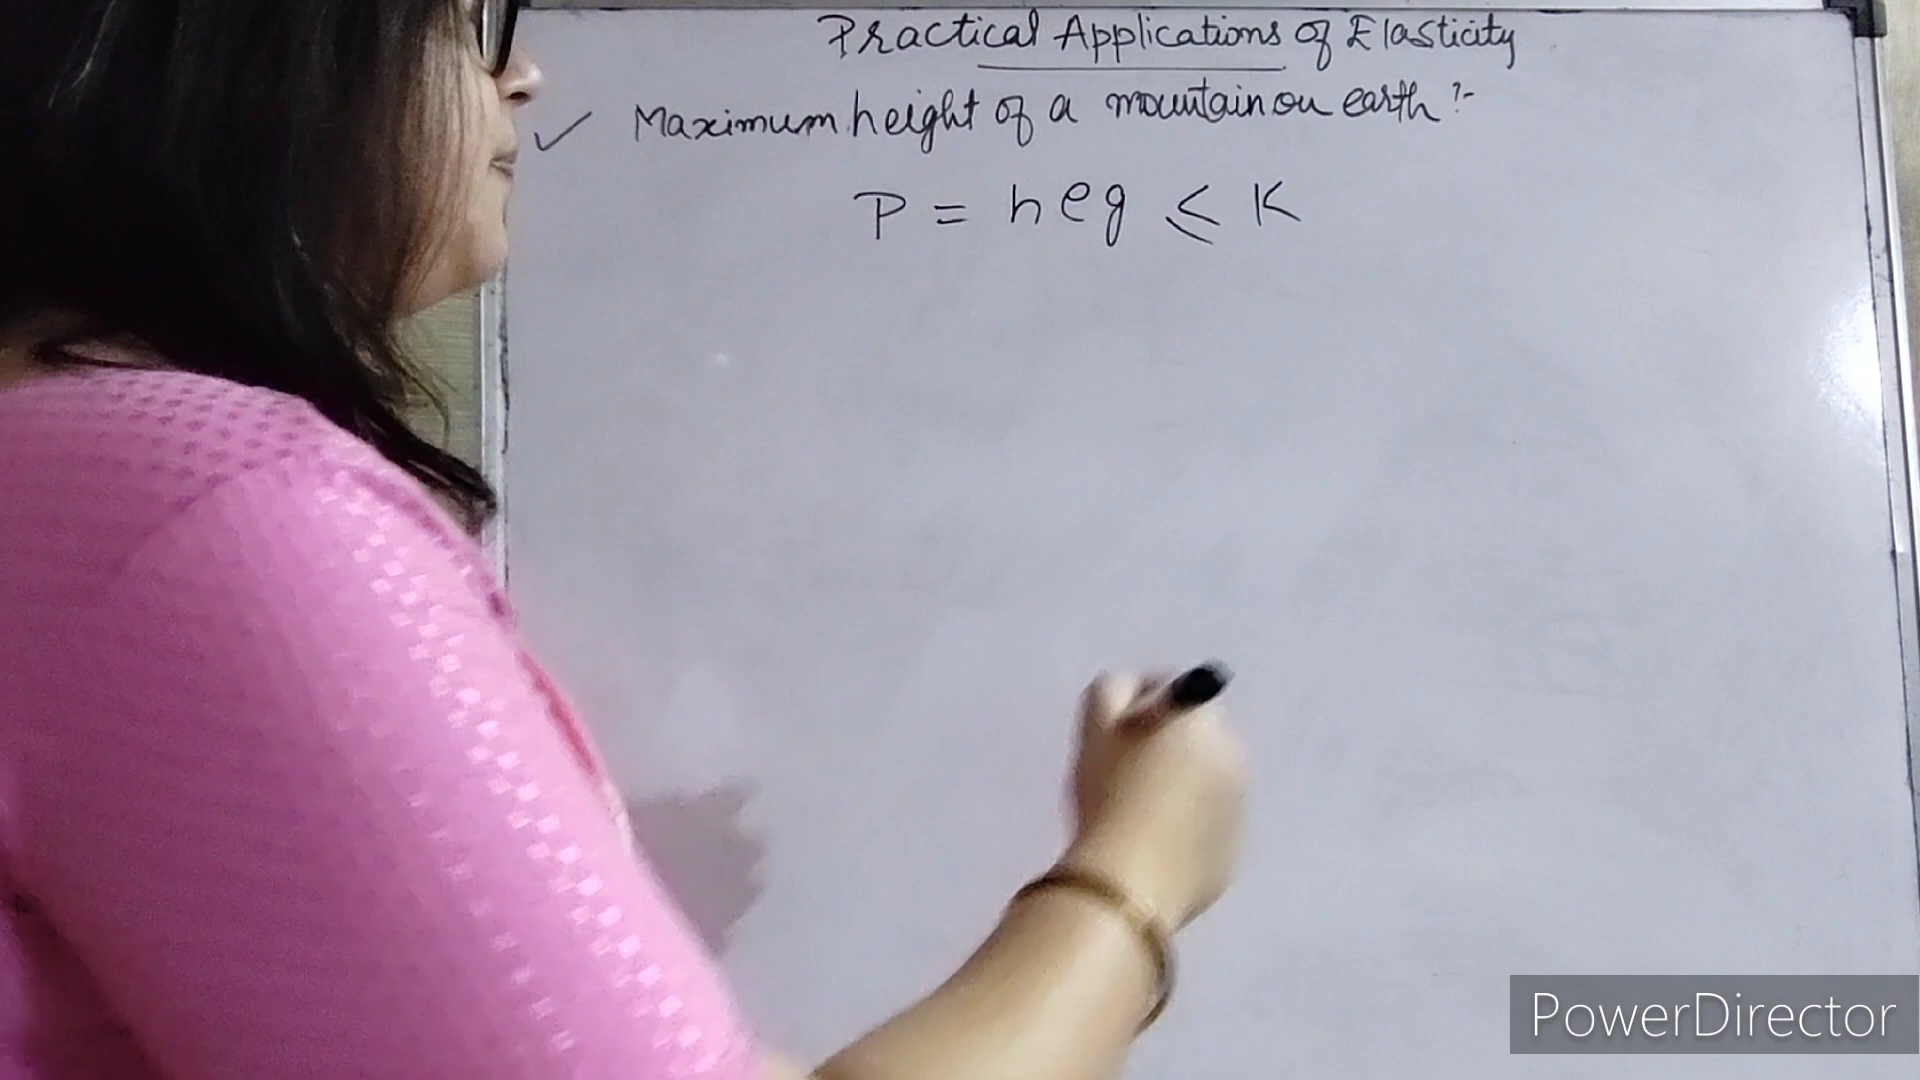 Practical Applications of Elasticity
✓ Maximum height of a mountain on earth :-
P = hρg ≤ K
PowerDirector